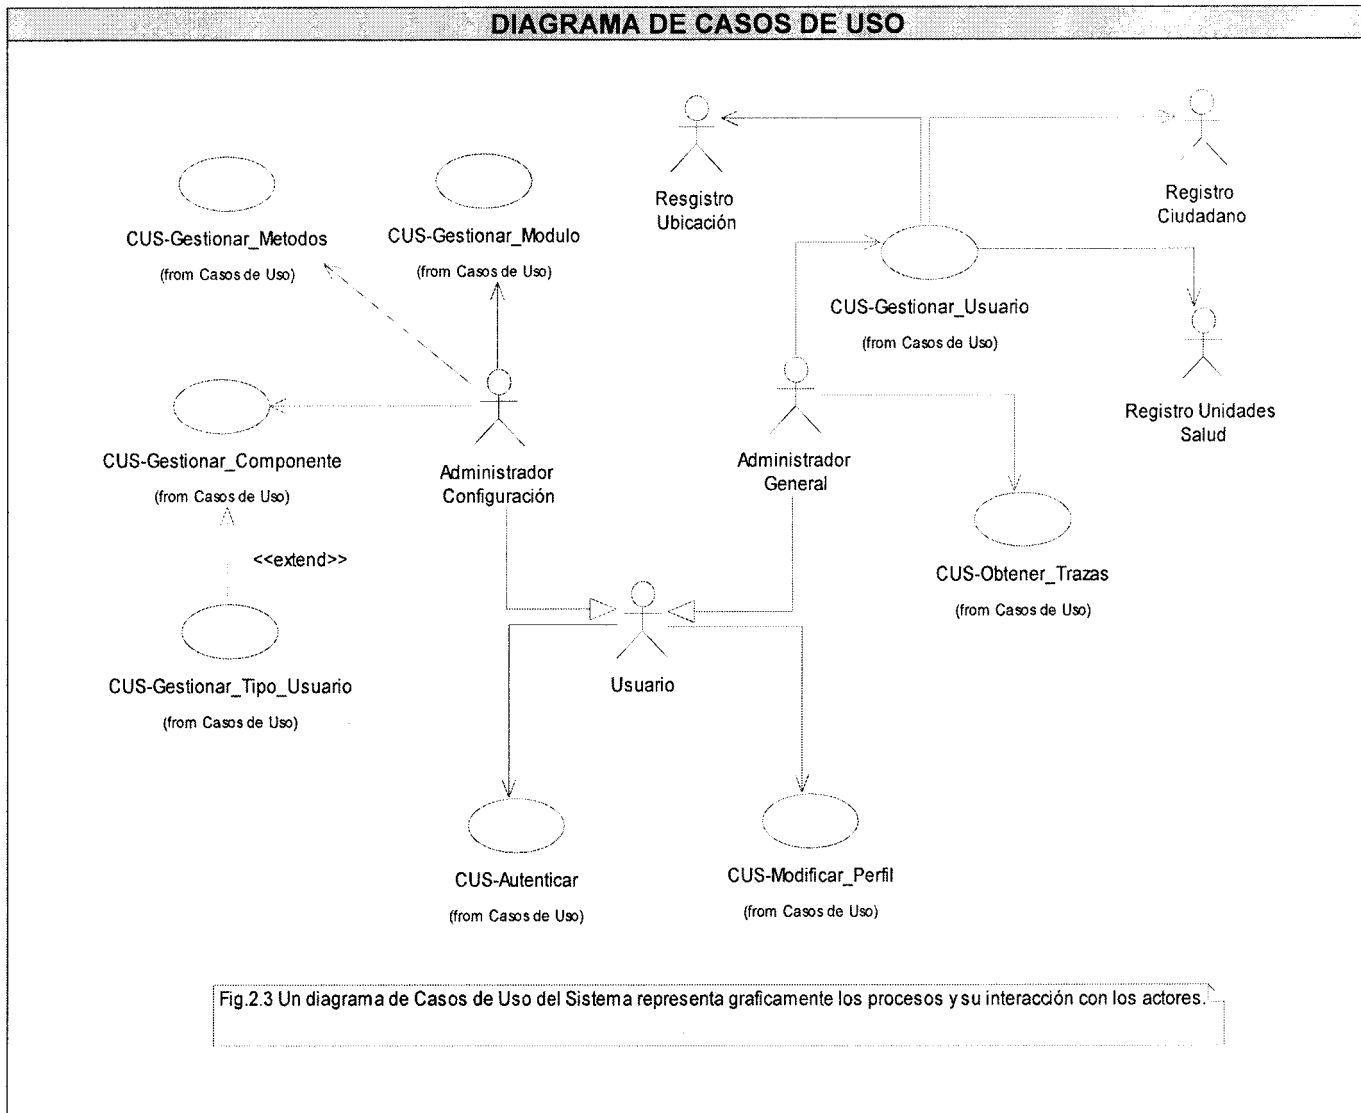 DIAGRAMA DE CASOS DE USO
Resgistro
Ubicación
Registro
Ciudadano
CUS-Gestionar_Metodos
(from Casos de Uso)
CUS-Gestionar_Modulo
(from Casos de Uso)
CUS-Gestionar_Usuario
(from Casos de Uso)
Registro Unidades
Salud
CUS-Gestionar_Componente
(from Casos de Uso)
Administrador
Configuración
Administrador
General
<<extend>>
CUS-Obtener_Trazas
(from Casos de Uso)
CUS-Gestionar_Tipo_Usuario
(from Casos de Uso)
Usuario
CUS-Autenticar
(from Casos de Uso)
CUS-Modificar_Perfil
(from Casos de Uso)
Fig.2.3 Un diagrama de Casos de Uso del Sistema representa graficamente los procesos y su interacción con los actores.